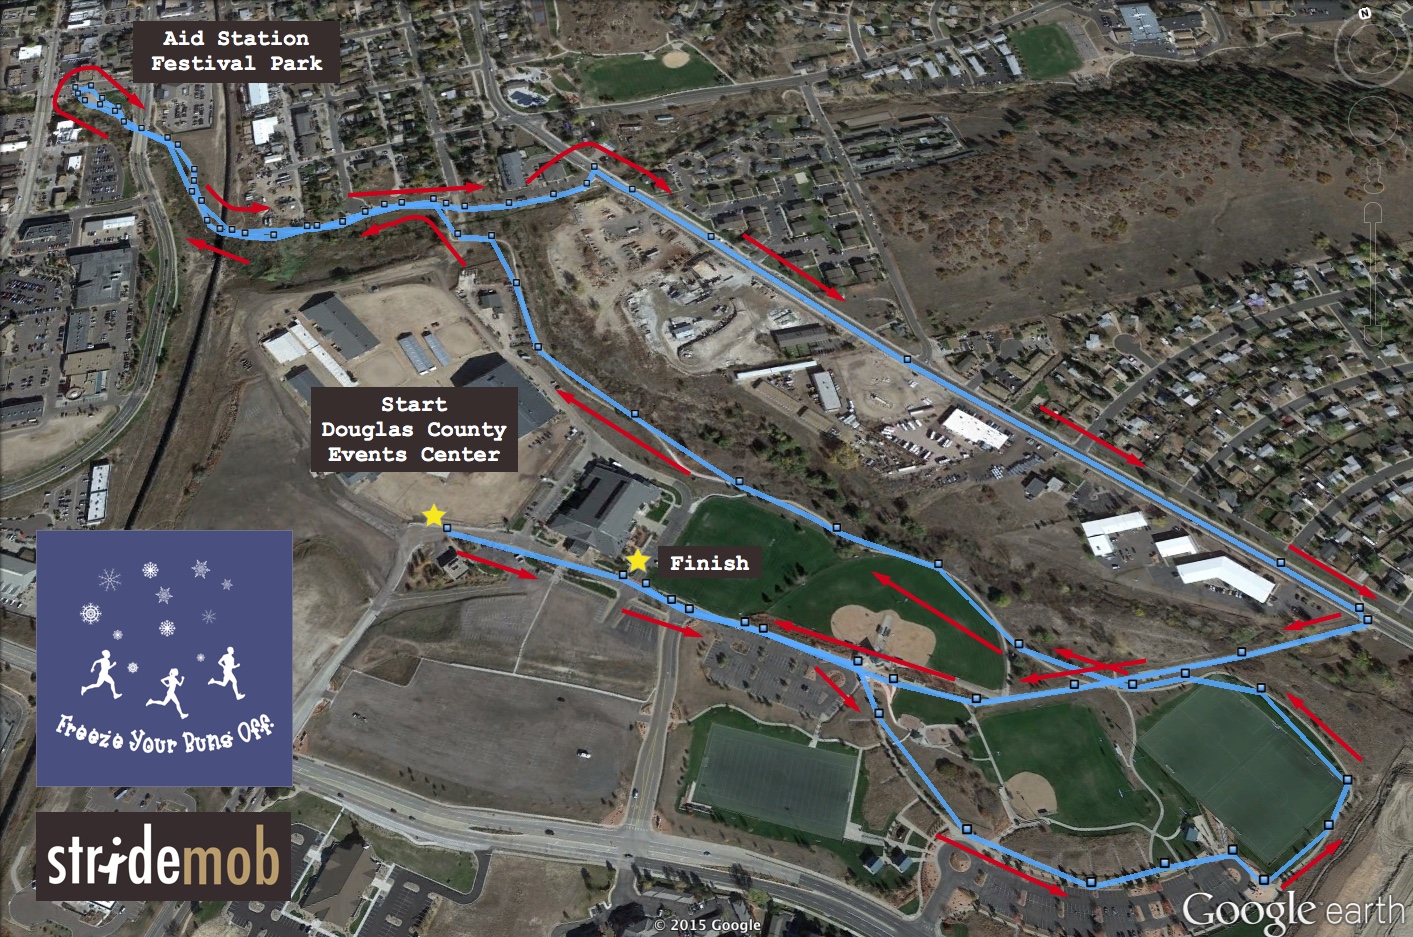 Aid Station
Festival Park
N
Start
Douglas County
Events Center
Finish
Freeze Your Buns Off.
stridemob
Google earth
© 2015 Google